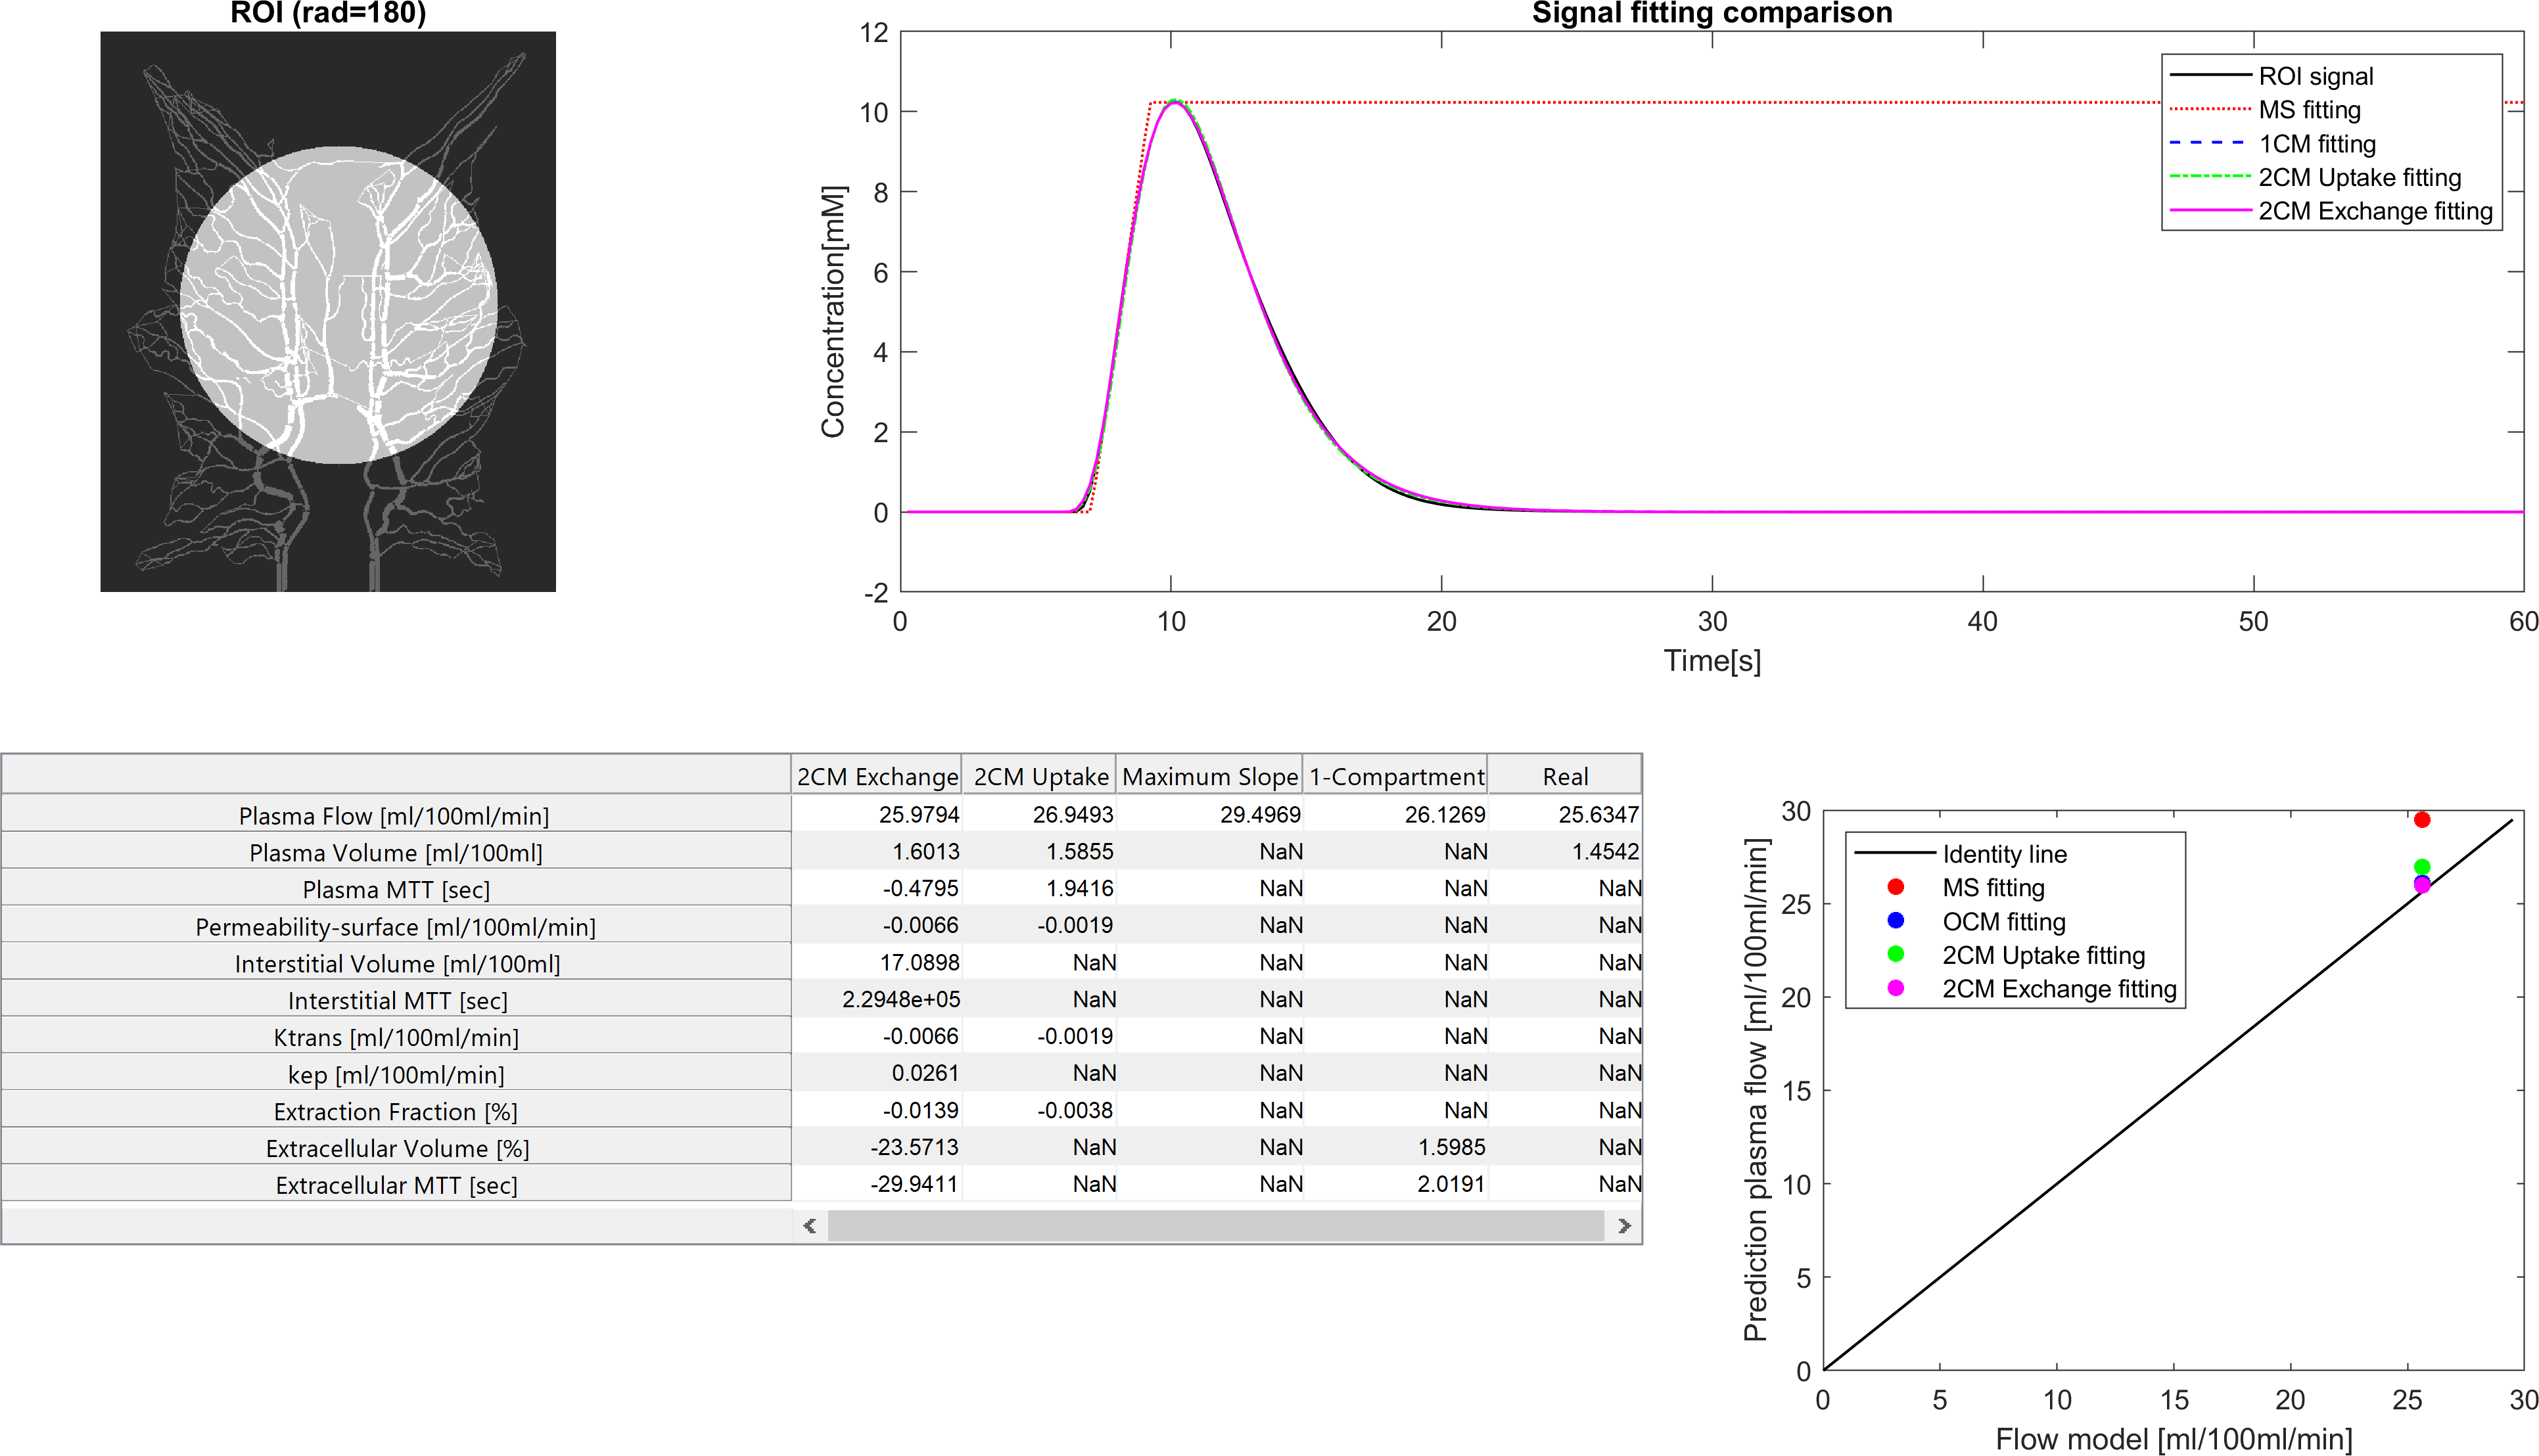 ROI (rad=180)
Signal fitting comparison
12
10
8
6
4
2
0
-2
Concentration[mM]
0 10 20 30 40 50 60
Time[s]
ROI signal
MS fitting
1CM fitting
2CM Uptake fitting
2CM Exchange fitting
2CM Exchange 2CM Uptake Maximum Slope 1-Compartment Real
Plasma Flow [ml/100ml/min] 25.9794 26.9493 29.4969 26.1269 25.6347
Plasma Volume [ml/100ml] 1.6013 1.5855 NaN NaN 1.4542
Plasma MTT [sec] -0.4795 1.9416 NaN NaN NaN
Permeability-surface [ml/100ml/min] -0.0066 -0.0019 NaN NaN NaN
Interstitial Volume [ml/100ml] 17.0898 NaN NaN NaN NaN
Interstitial MTT [sec] 2.2948e+05 NaN NaN NaN NaN
Ktrans [ml/100ml/min] -0.0066 -0.0019 NaN NaN NaN
kep [ml/100ml/min] 0.0261 NaN NaN NaN NaN
Extraction Fraction [%] -0.0139 -0.0038 NaN NaN NaN
Extracellular Volume [%] -23.5713 NaN NaN 1.5985 NaN
Extracellular MTT [sec] -29.9411 NaN NaN 2.0191 NaN
30
25
20
15
10
5
0
Prediction plasma flow [ml/100ml/min]
Identity line
MS fitting
OCM fitting
2CM Uptake fitting
2CM Exchange fitting
0 5 10 15 20 25 30
Flow model [ml/100ml/min]